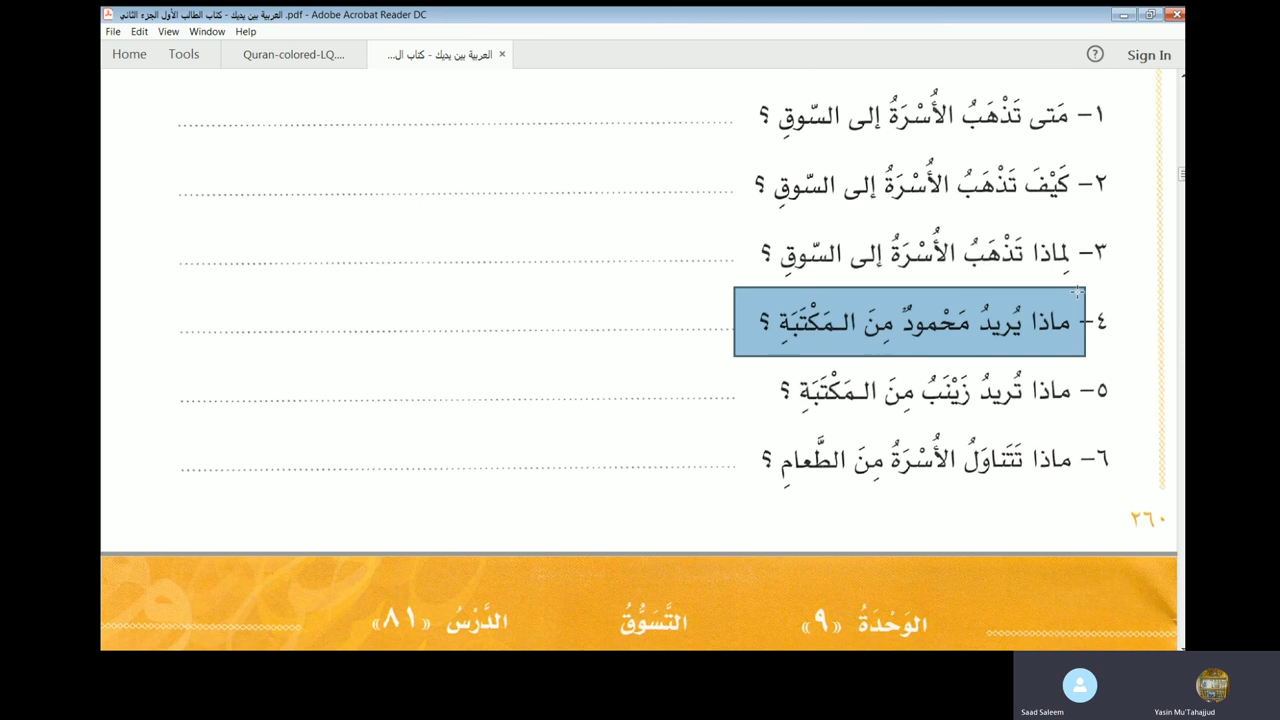 العربية بين يديك - كتاب الطالب الأول الجزء الثاني .pdf - Adobe Acrobat Reader DC
File Edit View Window Help
Home Tools Quran-colored-LQ.... العربية بين يديك - كتاب ال... × ? Sign In
١- مَتى تَذْهَبُ الأُسْرَةُ إلى السّوقِ ؟ ........................................
٢- كَيْفَ تَذْهَبُ الأُسْرَةُ إلى السّوقِ ؟ ........................................
٣- لِماذا تَذْهَبُ الأُسْرَةُ إلى السّوقِ ؟ ........................................
٤- ماذا يُريدُ مَحْمودٌ مِنَ الـمَكْتَبَةِ ؟ ........................................
٥- ماذا تُريدُ زَيْنَبُ مِنَ الـمَكْتَبَةِ ؟ ........................................
٦- ماذا تَتَناوَلُ الأُسْرَةُ مِنَ الطَّعامِ ؟ ........................................
٢٦٠
الوَحْدَةُ «٩» التَّسَوُّقُ الدَّرْسُ «٨١»
Saad Saleem Yasin Mu`Tahajjud